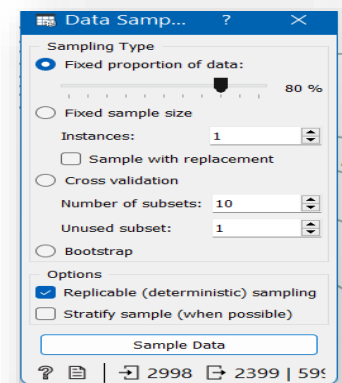 Data Samp... ? ×
Sampling Type
Fixed proportion of data:
80 %
Fixed sample size
Instances: 1
Sample with replacement
Cross validation
Number of subsets: 10
Unused subset: 1
Bootstrap
Options
Replicable (deterministic) sampling
Stratify sample (when possible)
Sample Data
? 2998 2399 | 599